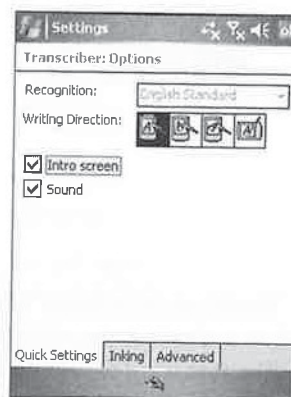 Settings
Transcriber: Options
Recognition: English Standard
Writing Direction:
Intro screen
Sound
Quick Settings Inking Advanced